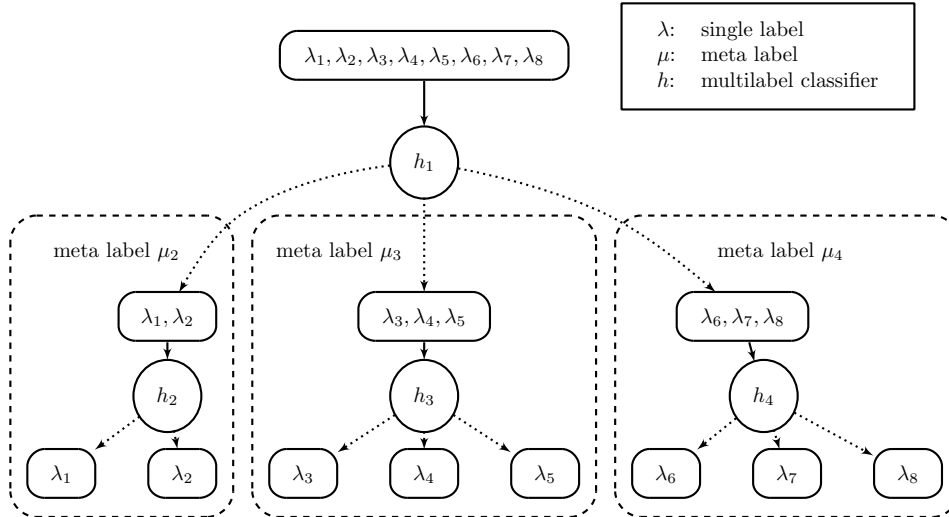 λ: single label
μ: meta label
h: multilabel classifier
λ₁, λ₂, λ₃, λ₄, λ₅, λ₆, λ₇, λ₈
h₁
meta label μ₂
meta label μ₃
meta label μ₄
λ₁, λ₂
λ₃, λ₄, λ₅
λ₆, λ₇, λ₈
h₂
h₃
h₄
λ₁
λ₂
λ₃
λ₄
λ₅
λ₆
λ₇
λ₈